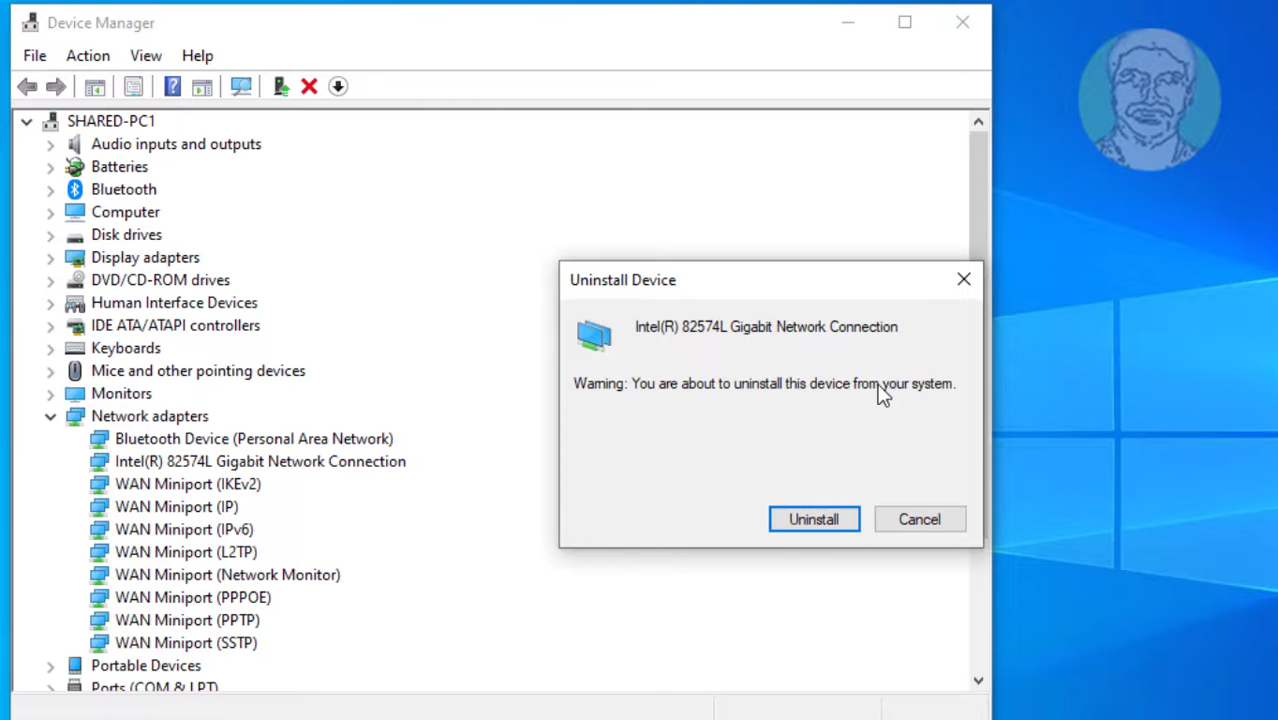 Device Manager
File Action View Help
SHARED-PC1
Audio inputs and outputs
Batteries
Bluetooth
Computer
Disk drives
Display adapters
DVD/CD-ROM drives
Human Interface Devices
IDE ATA/ATAPI controllers
Keyboards
Mice and other pointing devices
Monitors
Network adapters
Bluetooth Device (Personal Area Network)
Intel(R) 82574L Gigabit Network Connection
WAN Miniport (IKEv2)
WAN Miniport (IP)
WAN Miniport (IPv6)
WAN Miniport (L2TP)
WAN Miniport (Network Monitor)
WAN Miniport (PPPOE)
WAN Miniport (PPTP)
WAN Miniport (SSTP)
Portable Devices
Ports (COM & LPT)
Uninstall Device
Intel(R) 82574L Gigabit Network Connection
Warning: You are about to uninstall this device from your system.
Uninstall Cancel